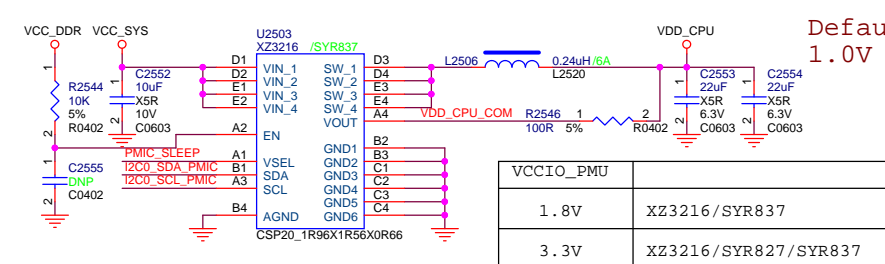 VCC_DDR VCC_SYS
U2503
XZ3216 /SYR837
VDD_CPU
Defau
1.0V
R2544
10K
5%
R0402
1
2
C2552
10uF
X5R
10V
C0603
1
2
D1 VIN_1
D2 VIN_2
E1 VIN_3
E2 VIN_4
A2 EN
A1 VSEL
B1 SDA
A3 SCL
B4 AGND
SW_1 D3
SW_2 D4
SW_3 E3
SW_4 E4
VOUT A4
GND1 B2
GND2 B3
GND3 C1
GND4 C2
GND5 C3
GND6 C4
CSP20_1R96X1R56X0R66
PMIC_SLEEP
I2C0_SDA_PMIC
I2C0_SCL_PMIC
C2555
DNP
C0402
1
2
L2506 0.24uH /6A
L2520
VDD_CPU_COM R2546 1 2
100R 5% R0402
C2553
22uF
X5R
6.3V
C0603
1
2
C2554
22uF
X5R
6.3V
C0603
1
2
VCCIO_PMU
1.8V XZ3216/SYR837
3.3V XZ3216/SYR827/SYR837